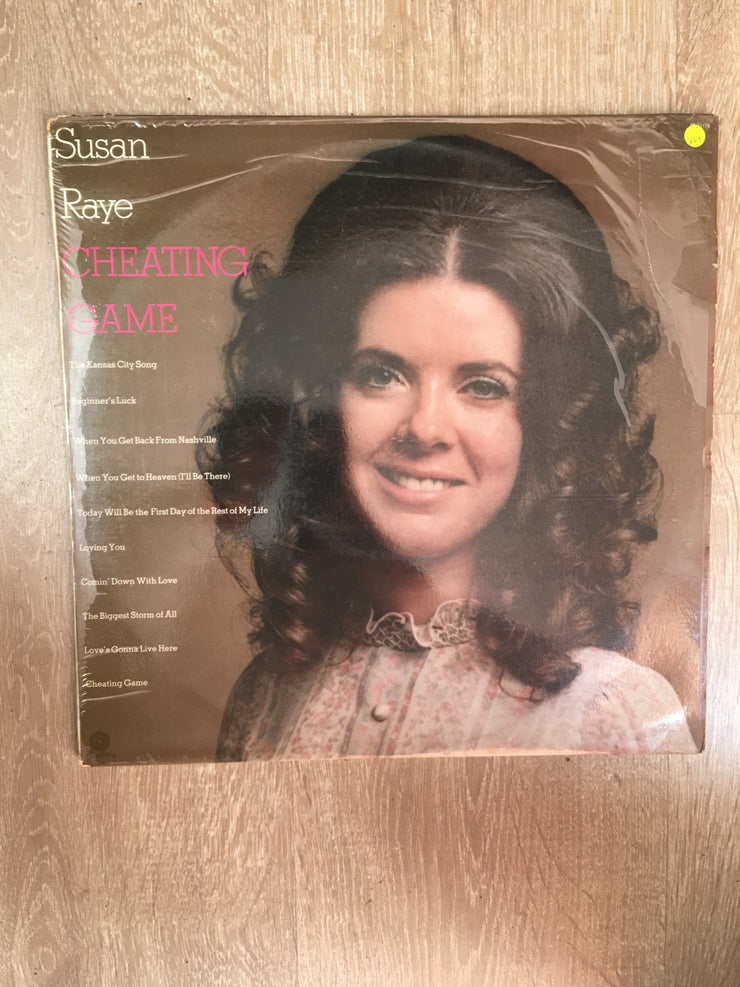 Susan
Raye
CHEATING
GAME
The Kansas City Song
Beginner's Luck
When You Get Back From Nashville
When You Get to Heaven (I'll Be There)
Today Will Be the First Day of the Rest of My Life
Loving You
Comin' Down With Love
The Biggest Storm of All
Love's Gonna Live Here
Cheating Game